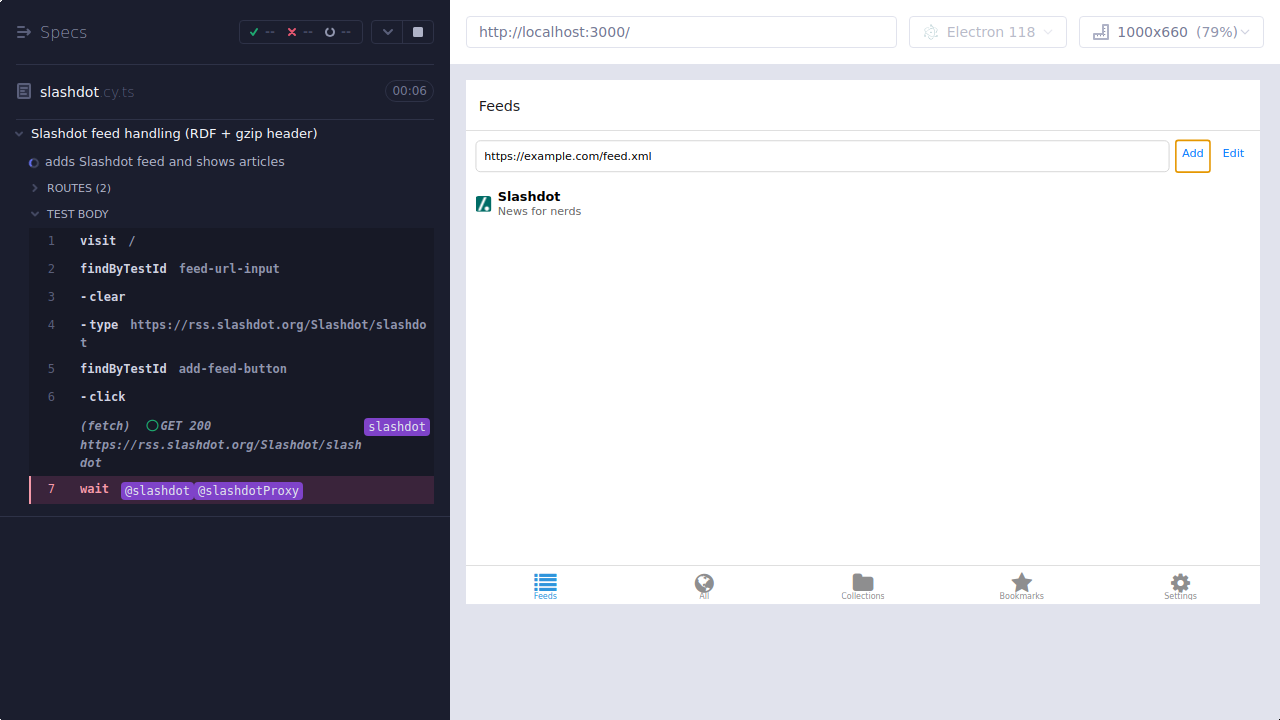 Specs
--
--
--
slashdot.cy.ts
00:06
Slashdot feed handling (RDF + gzip header)
adds Slashdot feed and shows articles
ROUTES (2)
TEST BODY
1 visit /
2 findByTestId feed-url-input
3 -clear
4 -type https://rss.slashdot.org/Slashdot/slashdo
t
5 findByTestId add-feed-button
6 -click
(fetch) GET 200 slashdot
https://rss.slashdot.org/Slashdot/slash
dot
7 wait @slashdot @slashdotProxy
http://localhost:3000/
Electron 118
1000x660 (79%)
Feeds
https://example.com/feed.xml
Add
Edit
Slashdot
News for nerds
Feeds
All
Collections
Bookmarks
Settings